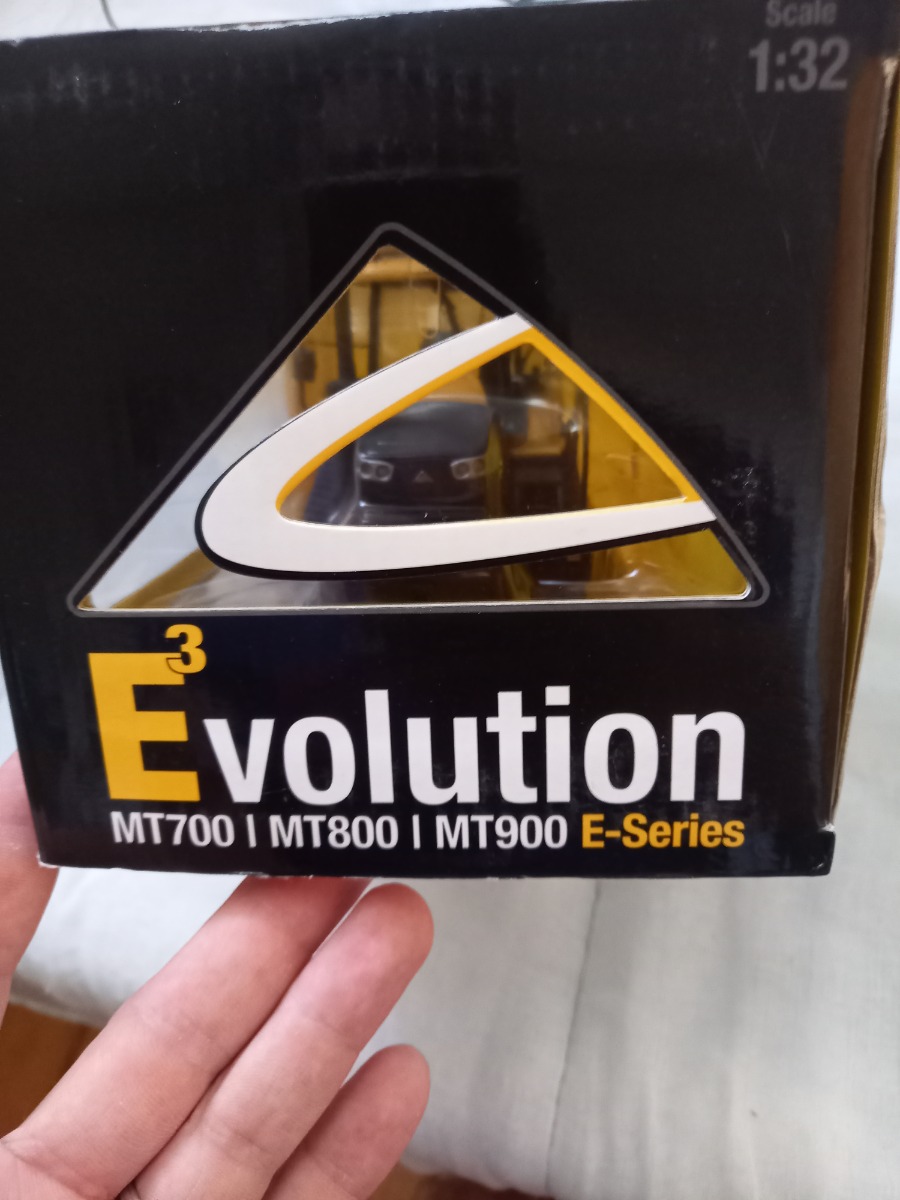 Scale
1:32
E³volution
MT700 | MT800 | MT900 E-Series